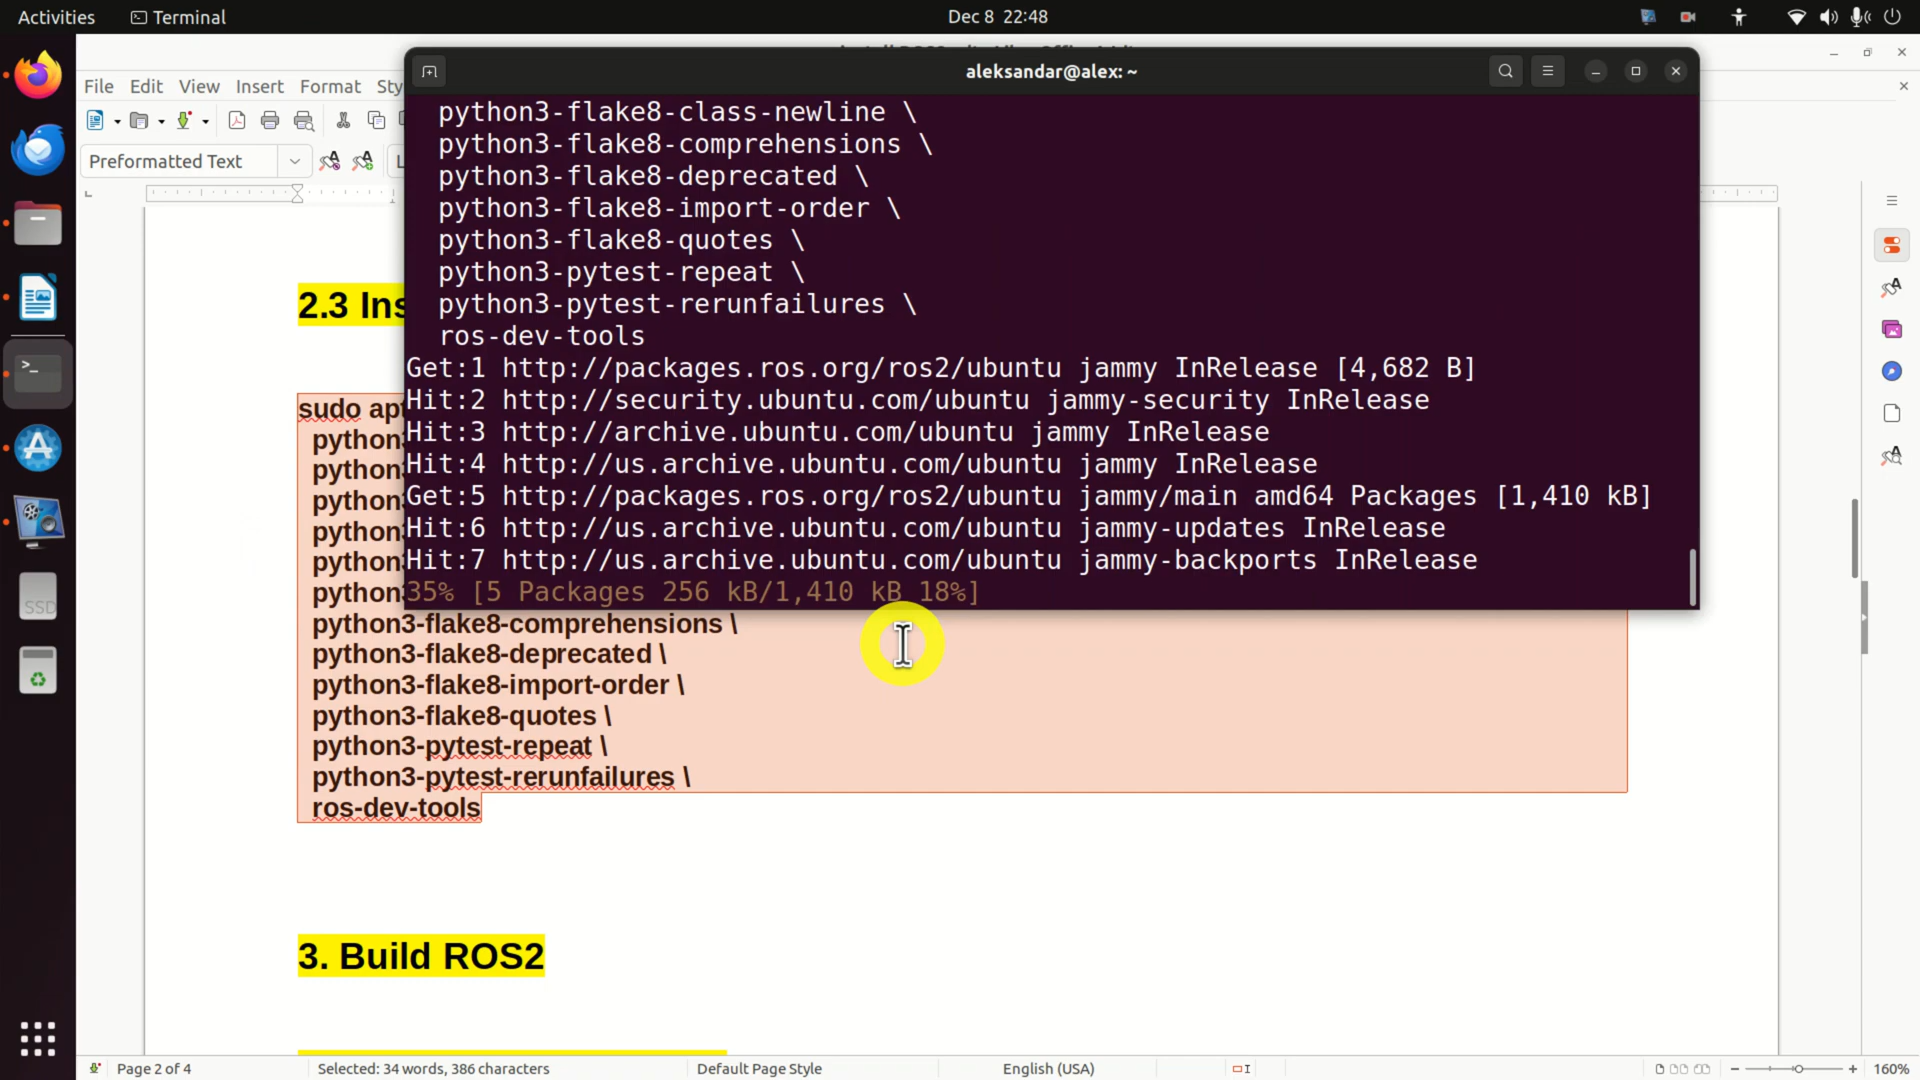 Activities
Terminal
Dec 8 22:48
aleksandar@alex: ~
File Edit View Insert Format Sty
Preformatted Text
python3-flake8-class-newline \
python3-flake8-comprehensions \
python3-flake8-deprecated \
python3-flake8-import-order \
python3-flake8-quotes \
python3-pytest-repeat \
python3-pytest-rerunfailures \
ros-dev-tools
Get:1 http://packages.ros.org/ros2/ubuntu jammy InRelease [4,682 B]
Hit:2 http://security.ubuntu.com/ubuntu jammy-security InRelease
Hit:3 http://archive.ubuntu.com/ubuntu jammy InRelease
Hit:4 http://us.archive.ubuntu.com/ubuntu jammy InRelease
Get:5 http://packages.ros.org/ros2/ubuntu jammy/main amd64 Packages [1,410 kB]
Hit:6 http://us.archive.ubuntu.com/ubuntu jammy-updates InRelease
Hit:7 http://us.archive.ubuntu.com/ubuntu jammy-backports InRelease
35% [5 Packages 256 kB/1,410 kB 18%]
2.3 Ins
sudo apt
python
python
python
python
python
python
python3-flake8-comprehensions \
python3-flake8-deprecated \
python3-flake8-import-order \
python3-flake8-quotes \
python3-pytest-repeat \
python3-pytest-rerunfailures \
ros-dev-tools
3. Build ROS2
SSD
Page 2 of 4
Selected: 34 words, 386 characters
Default Page Style
English (USA)
160%